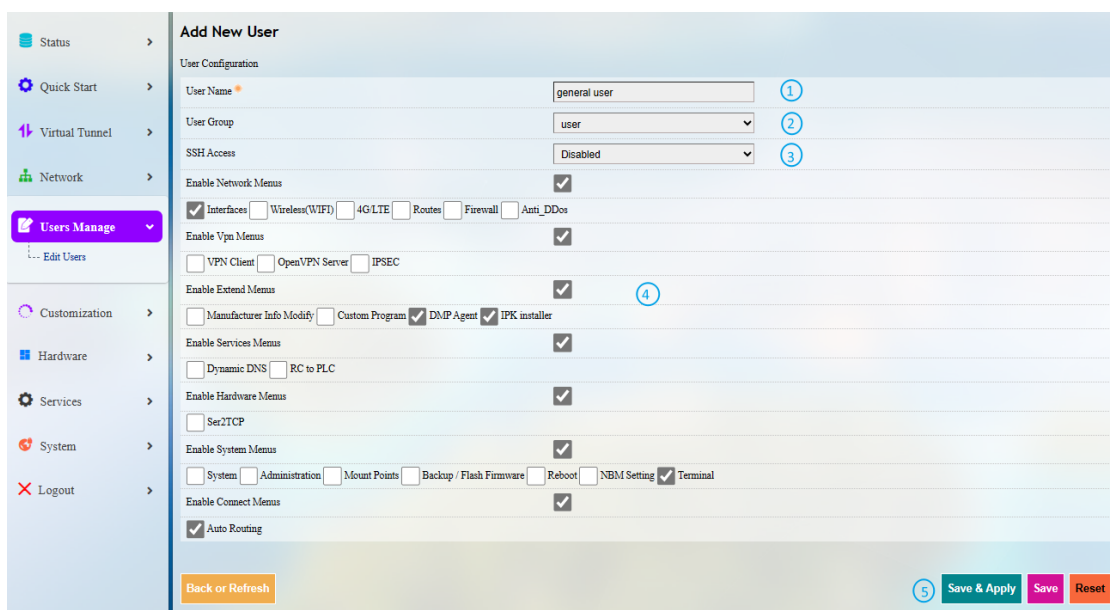 Status
Quick Start
Virtual Tunnel
Network
Users Manage
Edit Users
Customization
Hardware
Services
System
Logout
Add New User
User Configuration
User Name
general user
1
User Group
user
2
SSH Access
Disabled
3
Enable Network Menus
Interfaces Wireless(WIFI) 4G/LTE Routes Firewall Anti_DDos
Enable Vpn Menus
VPN Client OpenVPN Server IPSEC
Enable Extend Menus
4
Manufacturer Info Modify Custom Program DMP Agent IPK installer
Enable Services Menus
Dynamic DNS RC to PLC
Enable Hardware Menus
Ser2TCP
Enable System Menus
System Administration Mount Points Backup / Flash Firmware Reboot NBM Setting Terminal
Enable Connect Menus
Auto Routing
Back or Refresh
5
Save & Apply
Save
Reset